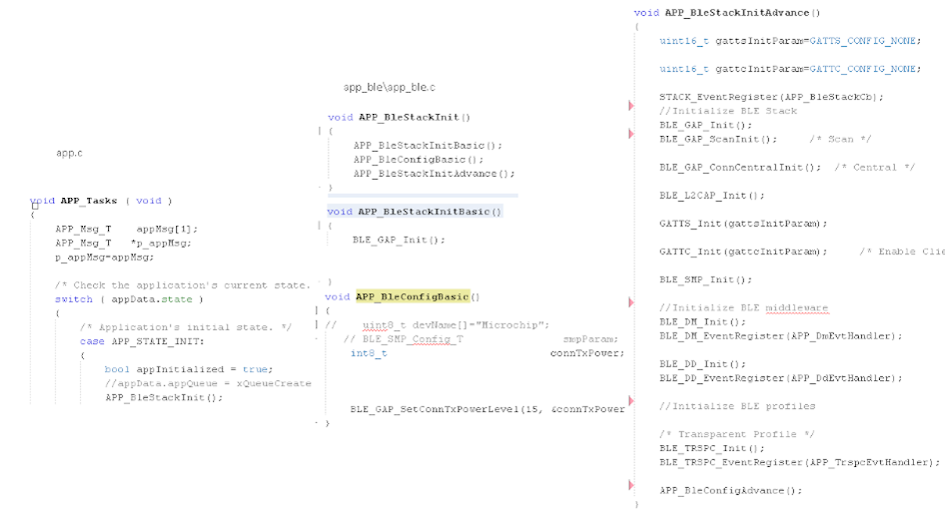 app.c
void APP_Tasks ( void )
{
APP_Msg_T appMsg[1];
APP_Msg_T *p_appMsg;
p_appMsg=appMsg;
/* Check the application's current state.
switch ( appData.state )
{
/* Application's initial state. */
case APP_STATE_INIT:
{
bool appInitialized = true;
//appData.appQueue = xQueueCreate
APP_BleStackInit();
app_ble\app_ble.c
void APP_BleStackInit()
{
APP_BleStackInitBasic();
APP_BleConfigBasic();
APP_BleStackInitAdvance();
}
void APP_BleStackInitBasic()
{
BLE_GAP_Init();
}
void APP_BleConfigBasic()
{
// uint8_t devName[]="Microchip";
// BLE_SMP_Config_T smpParam;
int8_t connTxPower;
BLE_GAP_SetConnTxPowerLevel(15, &connTxPower
}
void APP_BleStackInitAdvance()
{
uint16_t gattsInitParam=GATTS_CONFIG_NONE;
uint16_t gattcInitParam=GATTC_CONFIG_NONE;
STACK_EventRegister(APP_BleStackCb);
//Initialize BLE Stack
BLE_GAP_Init();
BLE_GAP_ScanInit(); /* Scan */
BLE_GAP_ConnCentralInit(); /* Central */
BLE_L2CAP_Init();
GATTS_Init(gattsInitParam);
GATTC_Init(gattcInitParam); /* Enable Clie
BLE_SMP_Init();
//Initialize BLE middleware
BLE_DM_Init();
BLE_DM_EventRegister(APP_DmEvtHandler);
BLE_DD_Init();
BLE_DD_EventRegister(APP_DdEvtHandler);
//Initialize BLE profiles
/* Transparent Profile */
BLE_TRSPC_Init();
BLE_TRSPC_EventRegister(APP_TrspcEvtHandler);
APP_BleConfigAdvance();
}